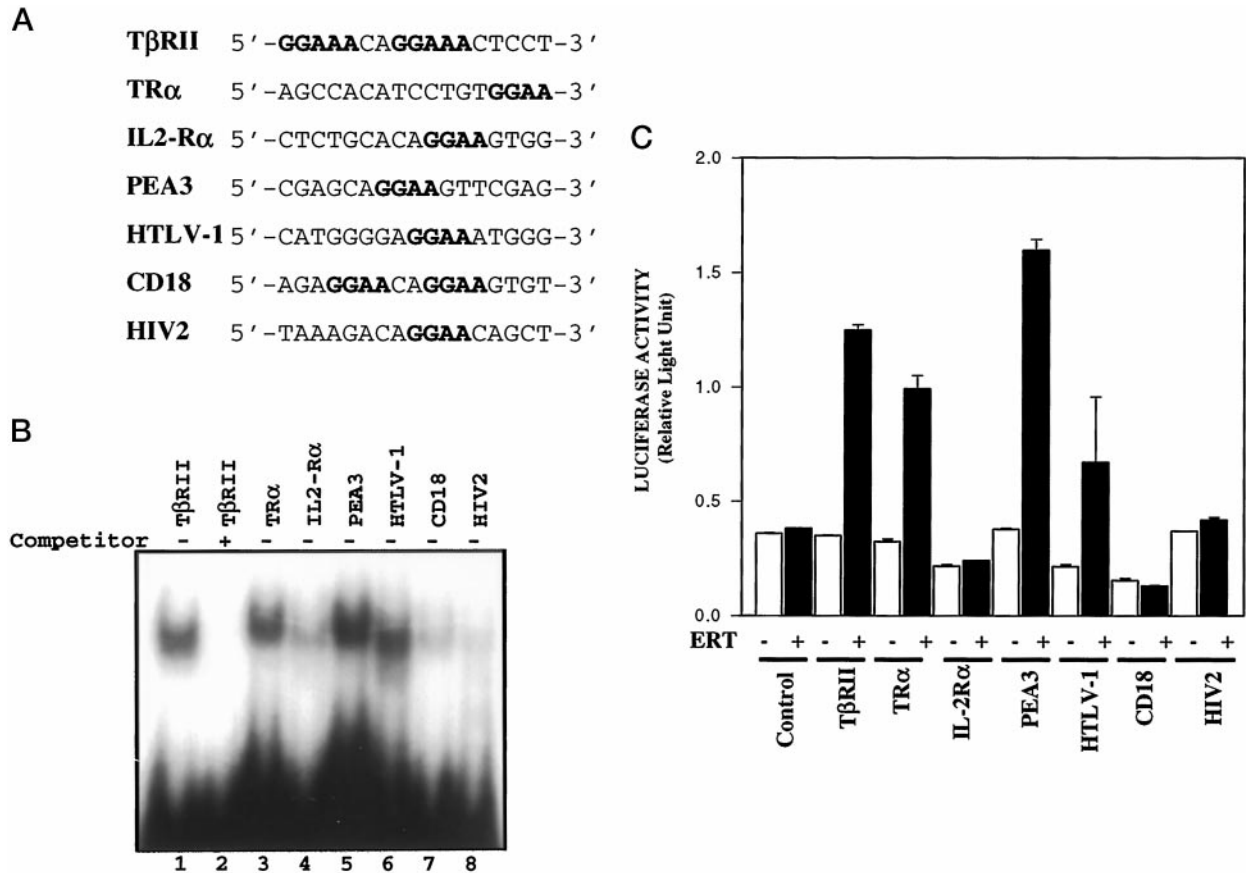 A
TβRII 5′-GGAAACAGGAAACTCCT-3′
TRα 5′-AGCCACATCCTGTGGAA-3′
IL2-Rα 5′-CTCTGCACAGGAAGTGG-3′
PEA3 5′-CGAGCAGGAAGTTCGAG-3′
HTLV-1 5′-CATGGGGAGGAAATGGG-3′
CD18 5′-AGAGGAACAGGAAGTGT-3′
HIV2 5′-TAAAGACAGGAACAGCT-3′
B
TβRII TβRII TRα IL2-Rα PEA3 HTLV-1 CD18 HIV2
Competitor - + - - - - - -
1 2 3 4 5 6 7 8
C
LUCIFERASE ACTIVITY
(Relative Light Unit)
2.0
1.5
1.0
0.5
0.0
ERT - + - + - + - + - + - + - + - +
Control TβRII TRα IL-2Rα PEA3 HTLV-1 CD18 HIV2